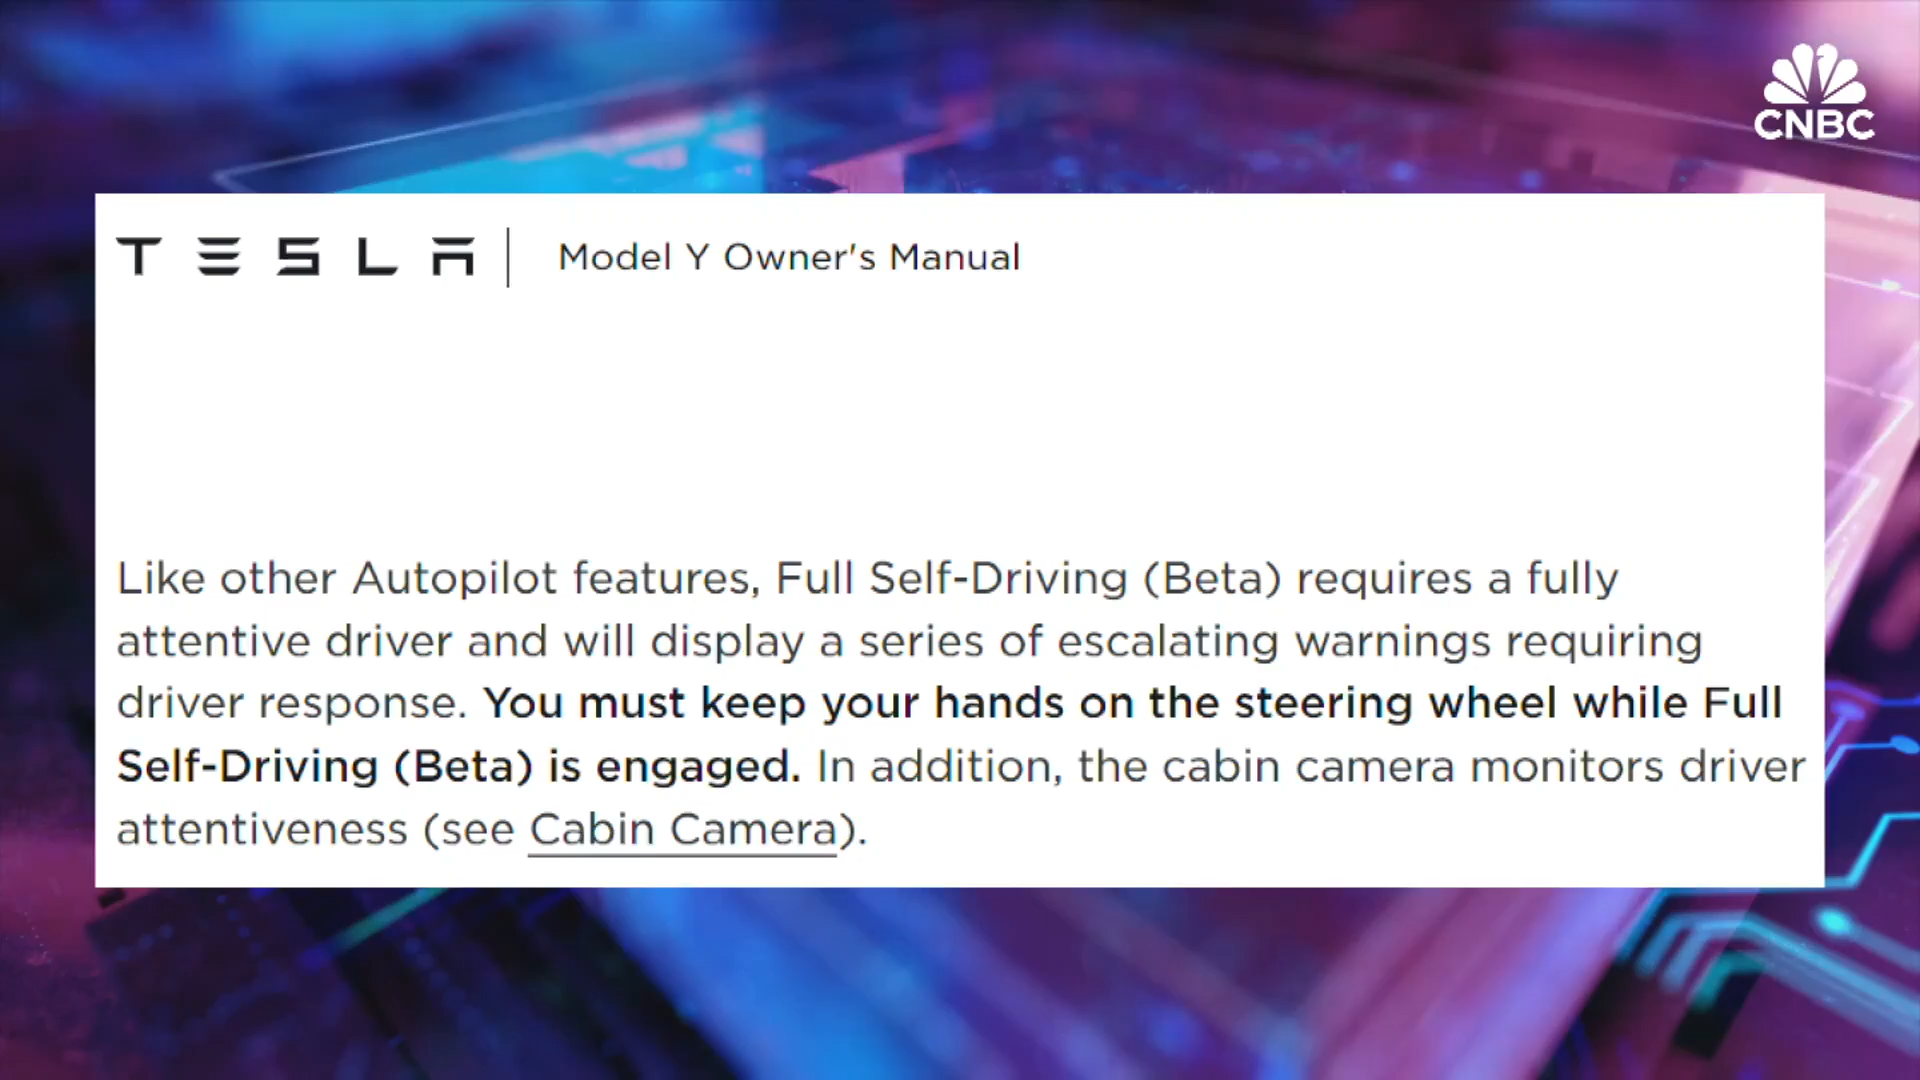 CNBC
TESLA | Model Y Owner's Manual
Like other Autopilot features, Full Self-Driving (Beta) requires a fully
attentive driver and will display a series of escalating warnings requiring
driver response. You must keep your hands on the steering wheel while Full
Self-Driving (Beta) is engaged. In addition, the cabin camera monitors driver
attentiveness (see Cabin Camera).